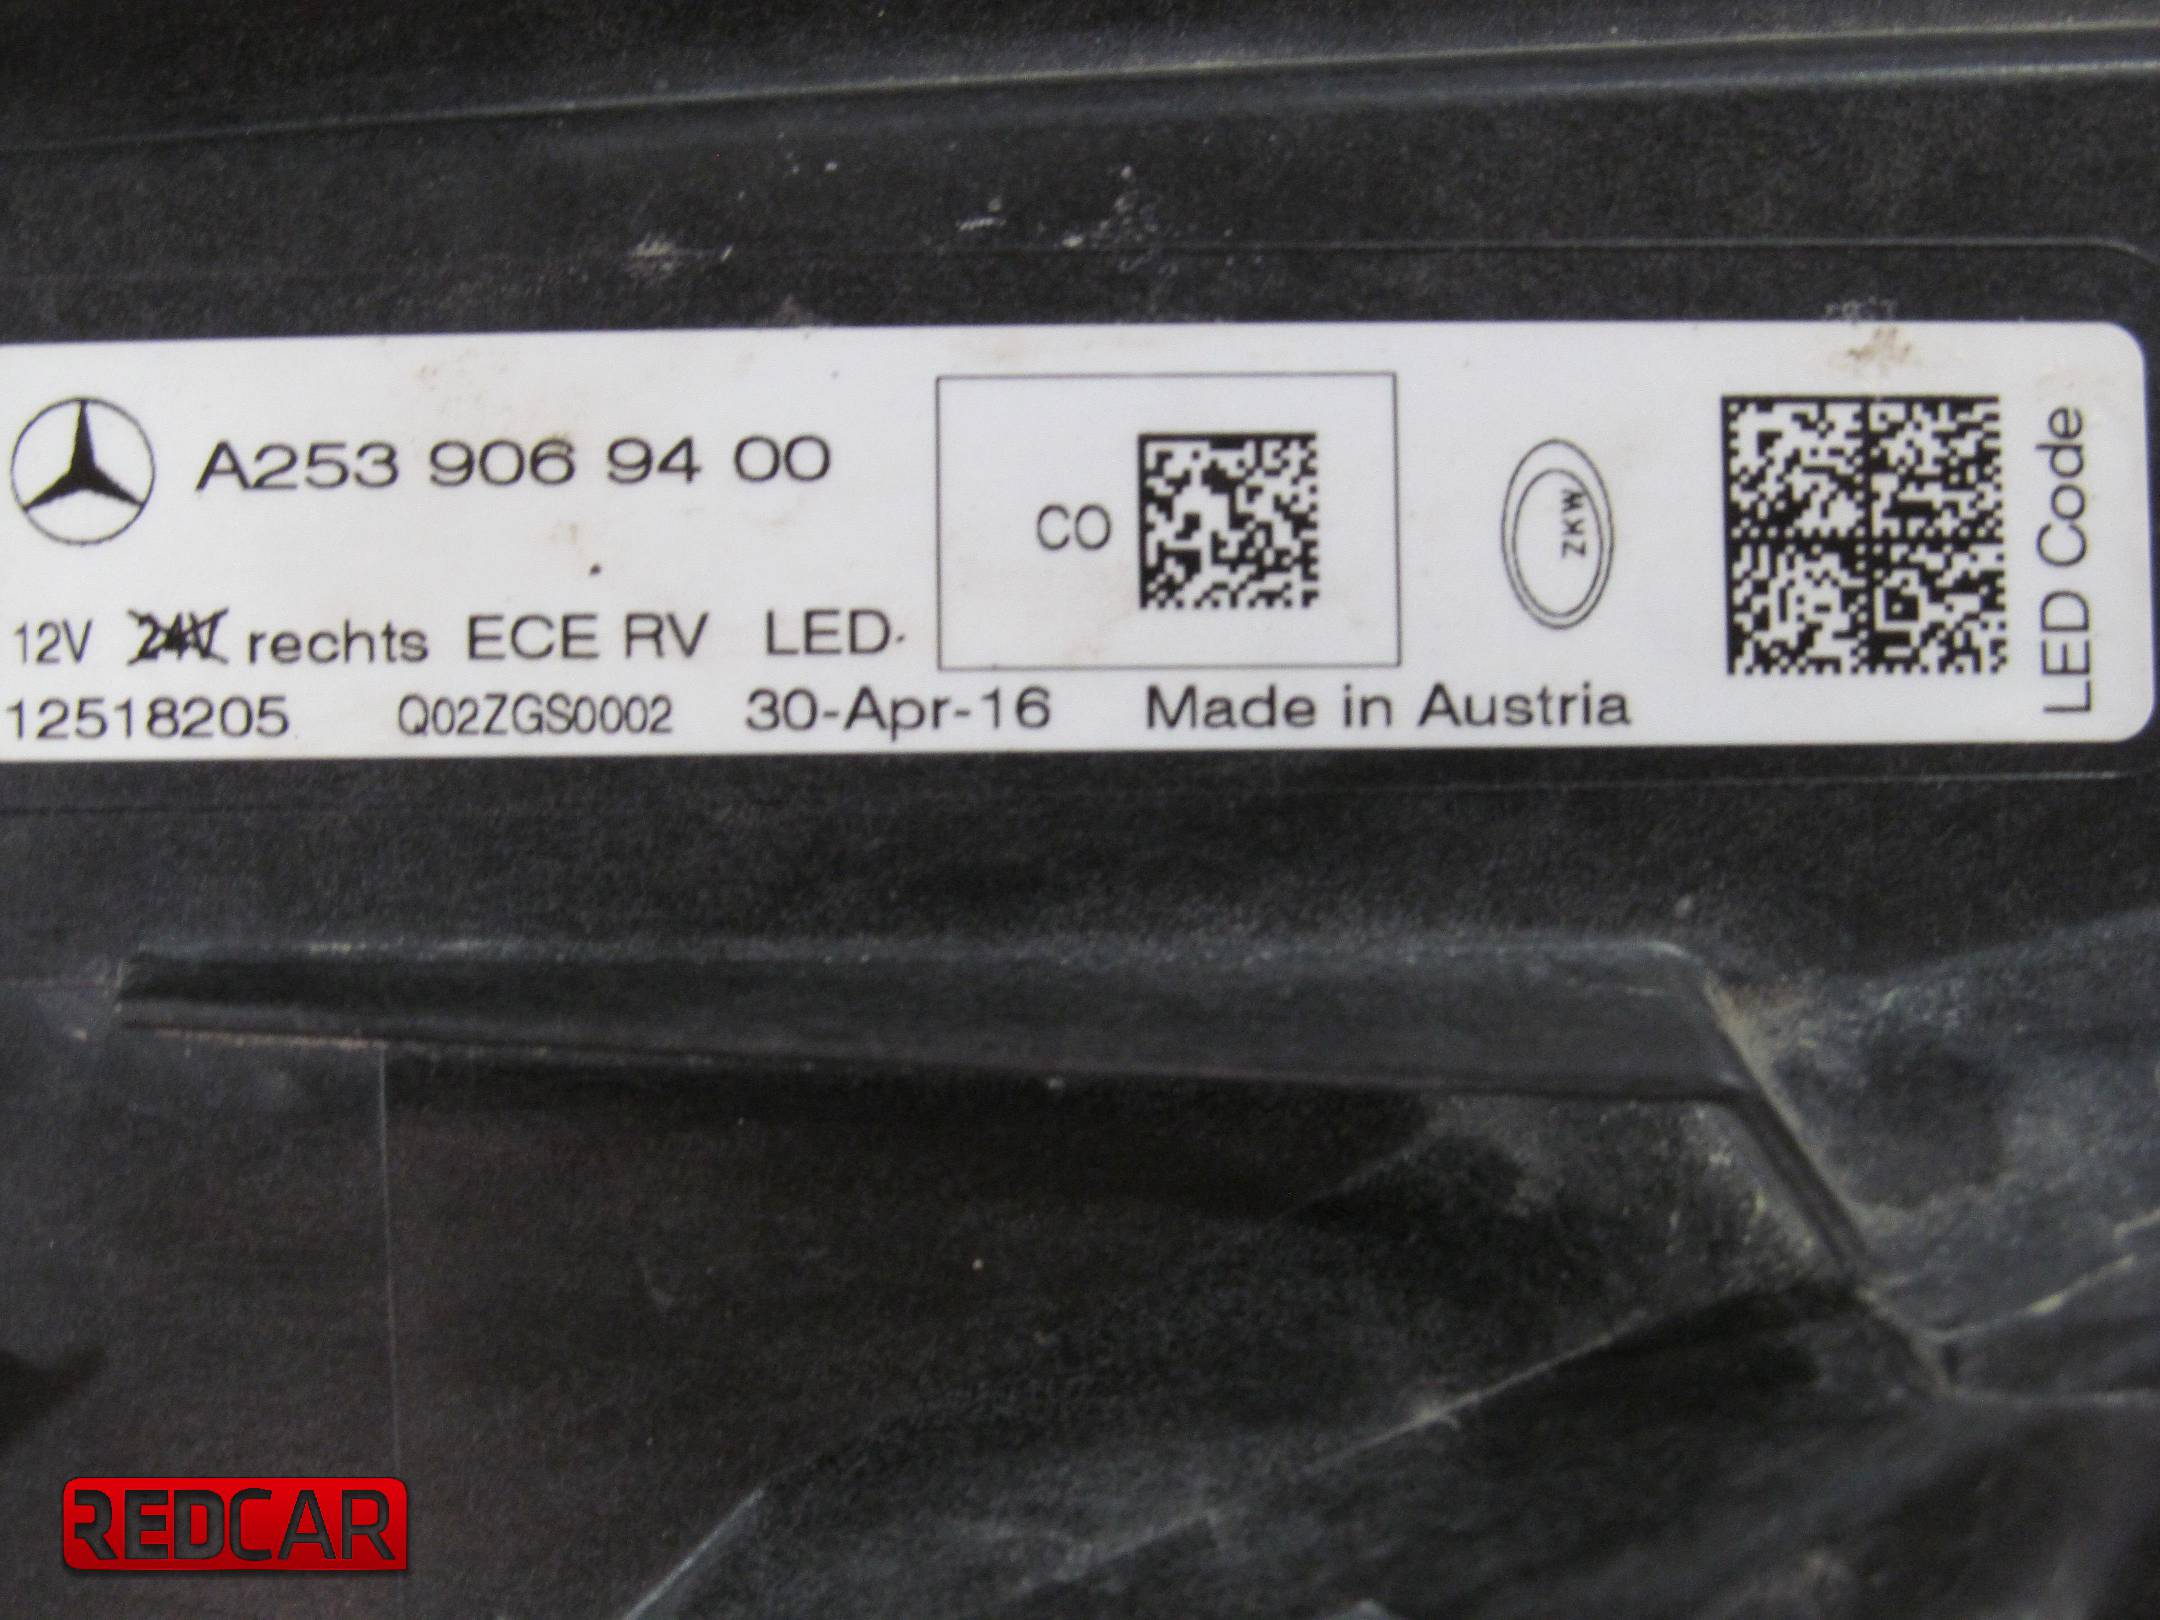 A253 906 94 00
CO
ZKW
LED Code
12V 24V rechts ECE RV LED
12518205 Q02ZGS0002 30-Apr-16 Made in Austria
REDCAR